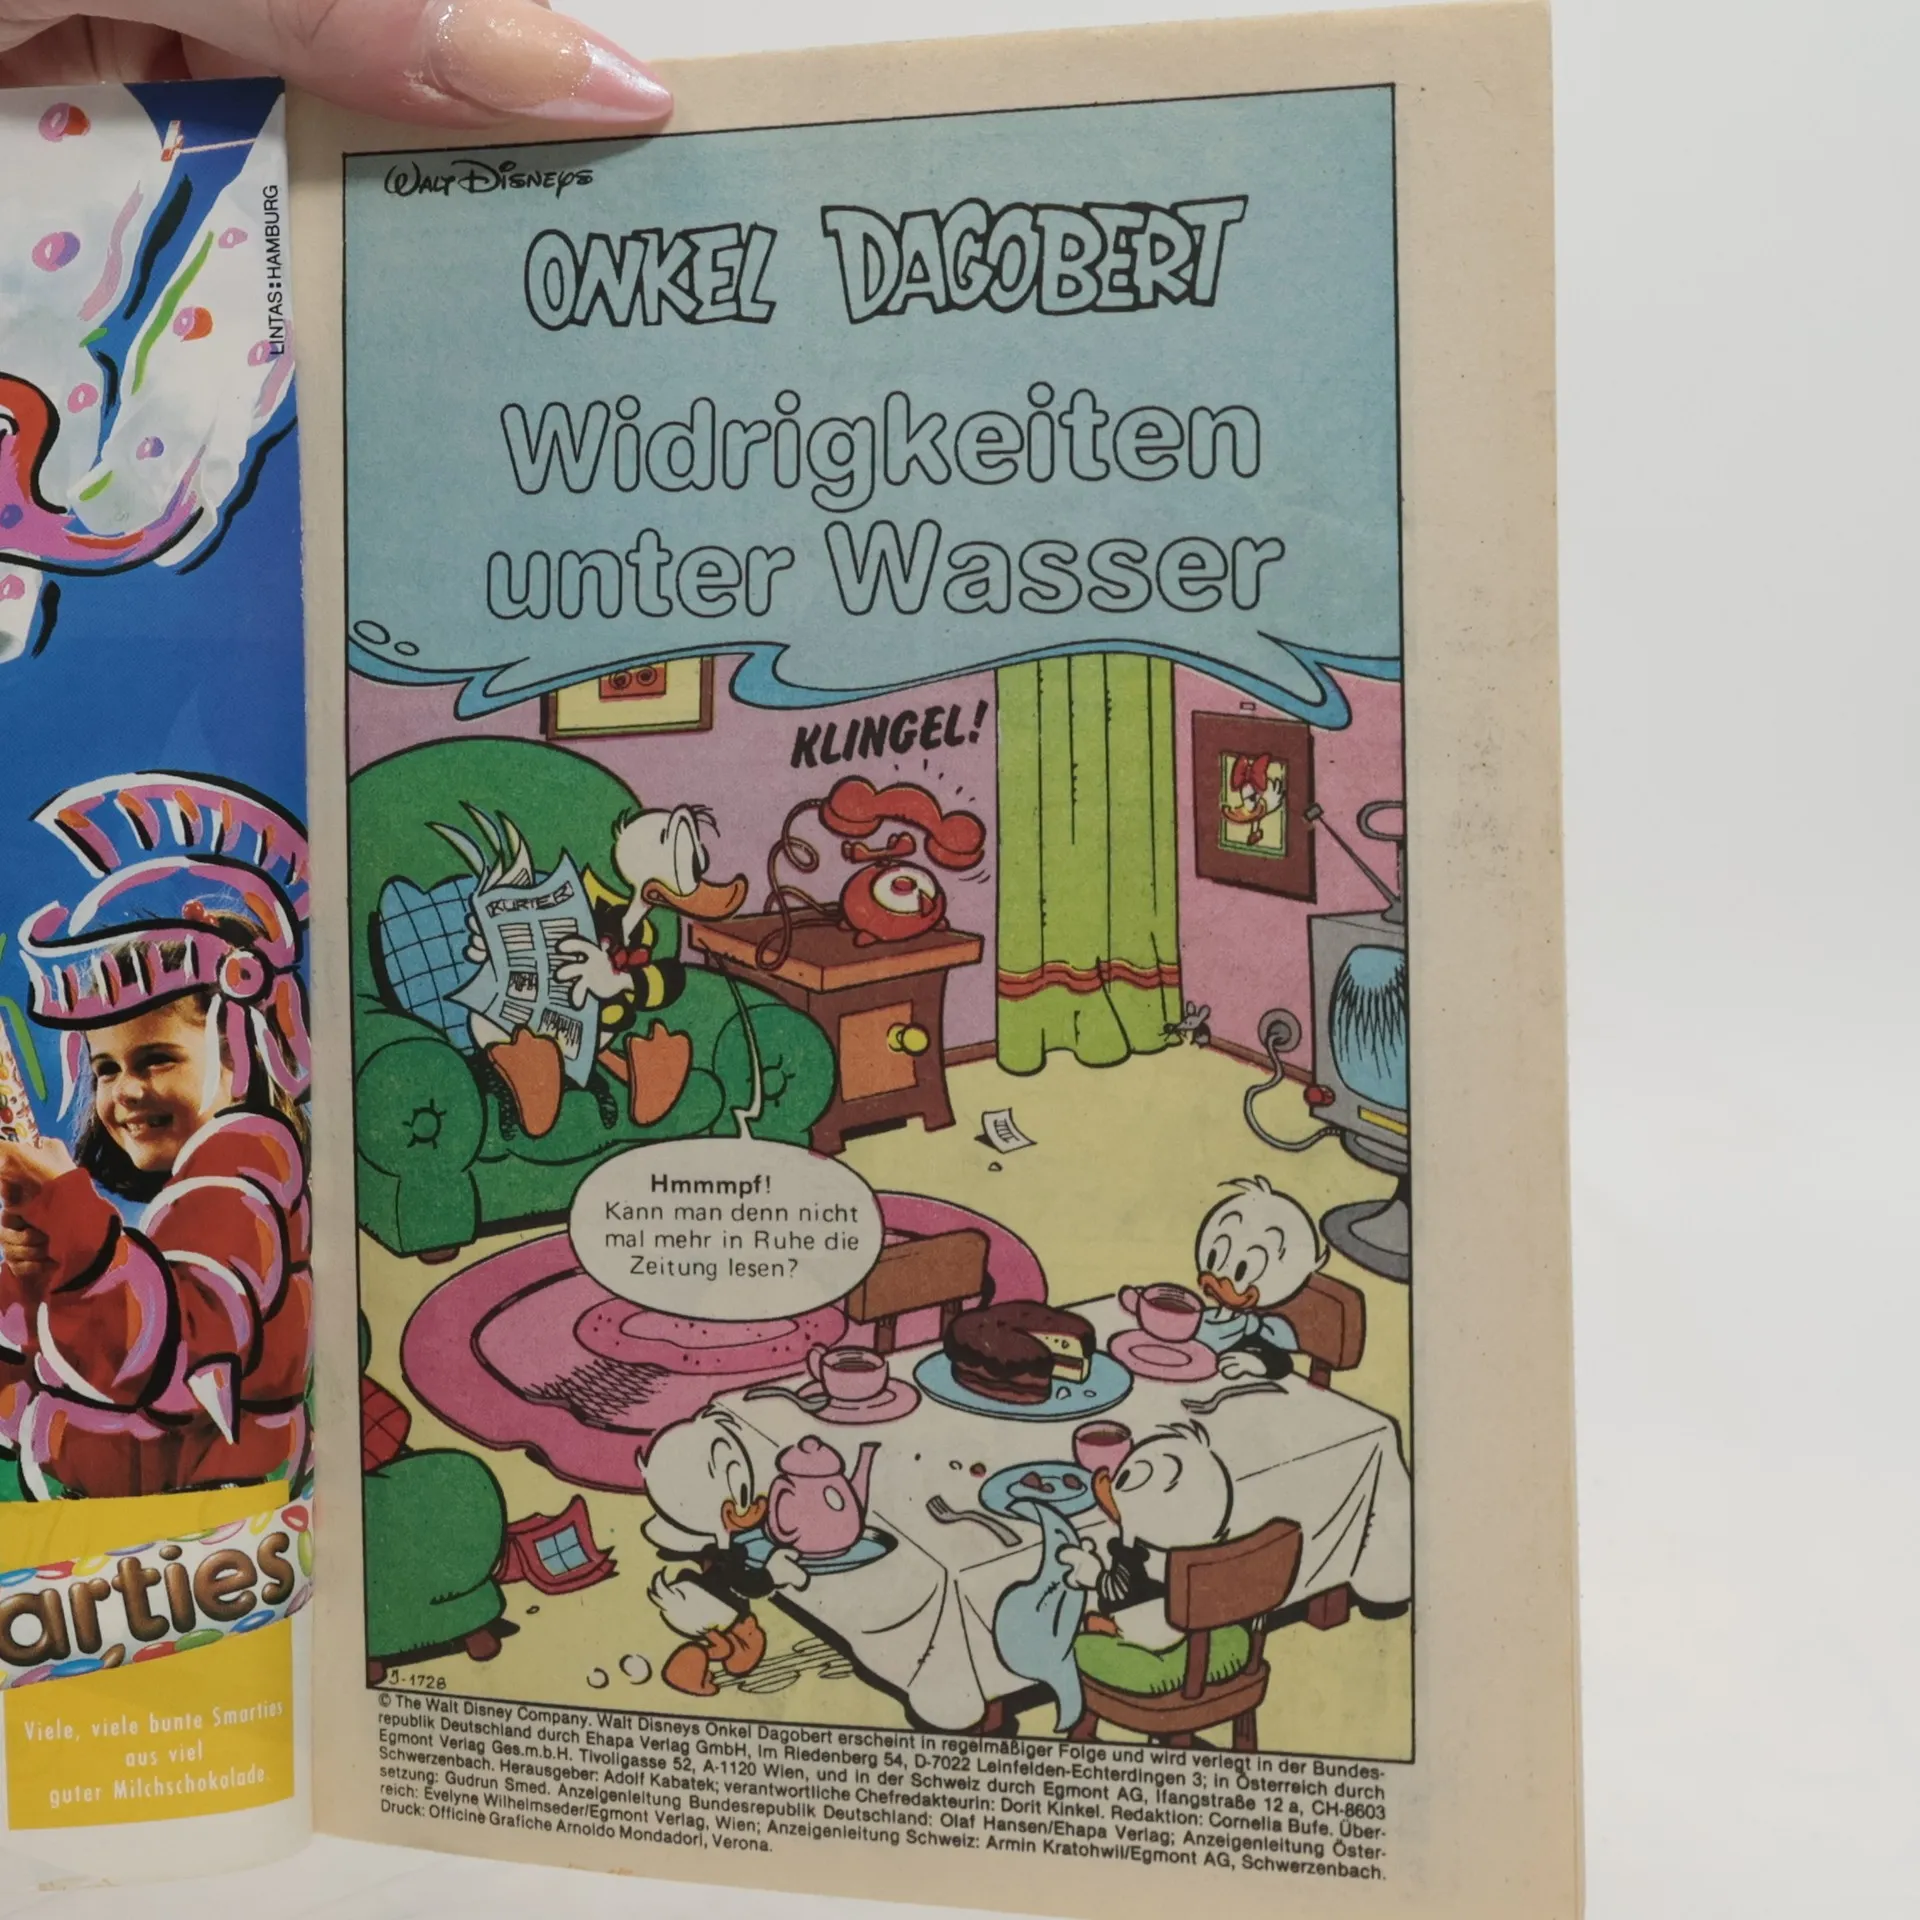 LINTAS:HAMBURG
arties
Viele, viele bunte Smarties
aus viel
guter Milchschokolade.
WALT DISNEYS
ONKEL DAGOBERT
Widrigkeiten
unter Wasser
KLINGEL!
KURIER
Hmmmpf!
Kann man denn nicht
mal mehr in Ruhe die
Zeitung lesen?
J-1728
© The Walt Disney Company. Walt Disneys Onkel Dagobert erscheint in regelmäßiger Folge und wird verlegt in der Bundes-
republik Deutschland durch Ehapa Verlag GmbH, Im Riedenberg 54, D-7022 Leinfelden-Echterdingen 3; in Österreich durch
Egmont Verlag Ges.m.b.H. Tivoligasse 52, A-1120 Wien, und in der Schweiz durch Egmont AG, Ifangstraße 12 a, CH-8603
Schwerzenbach. Herausgeber: Adolf Kabatek; verantwortliche Chefredakteurin: Dorit Kinkel. Redaktion: Cornelia Bufe. Über-
setzung: Gudrun Smed. Anzeigenleitung Bundesrepublik Deutschland: Olaf Hansen/Ehapa Verlag; Anzeigenleitung Öster-
reich: Evelyne Wilhelmseder/Egmont Verlag, Wien; Anzeigenleitung Schweiz: Armin Kratohwil/Egmont AG, Schwerzenbach.
Druck: Officine Grafiche Arnoldo Mondadori, Verona.